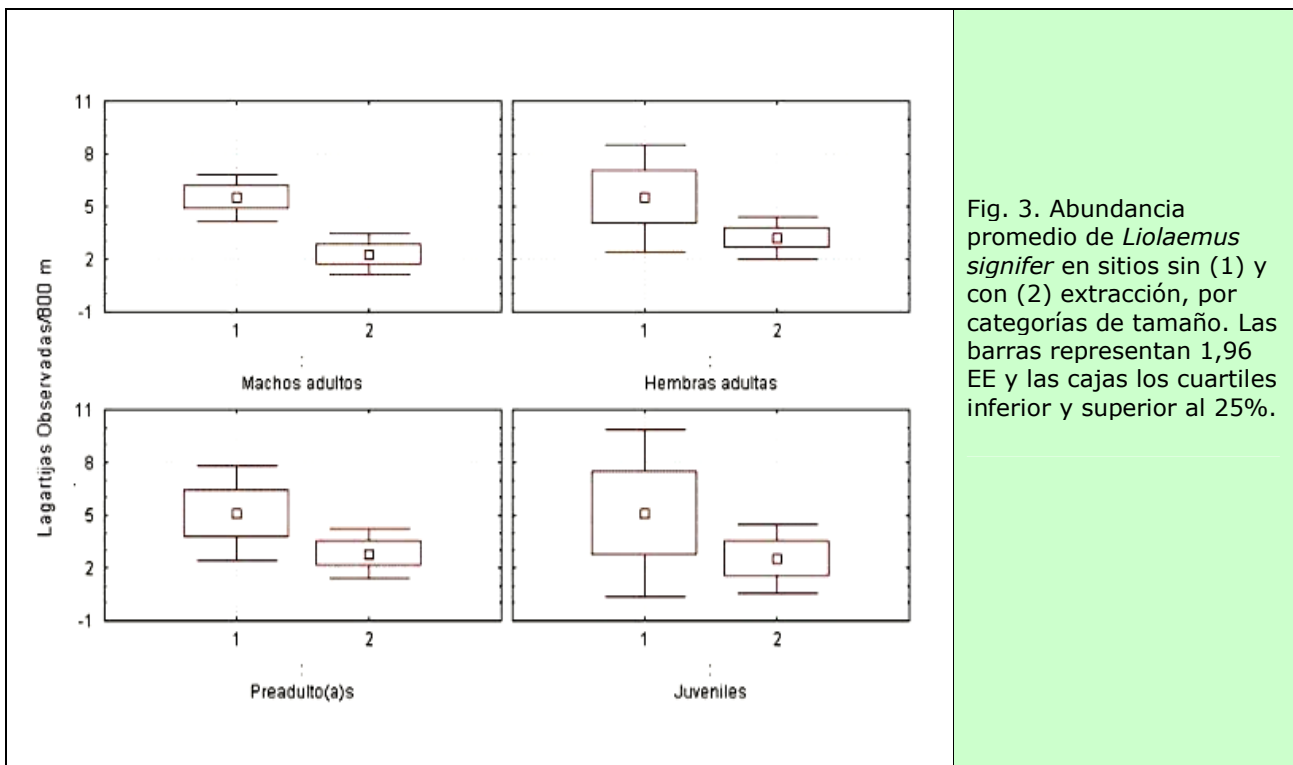 11
8
5
2
-1
1
2
Machos adultos
1
2
Hembras adultas
Lagartijas Observadas/800 m
11
8
5
2
-1
1
2
Preadulto(a)s
1
2
Juveniles
Fig. 3. Abundancia
promedio de Liolaemus
signifer en sitios sin (1) y
con (2) extracción, por
categorías de tamaño. Las
barras representan 1,96
EE y las cajas los cuartiles
inferior y superior al 25%.